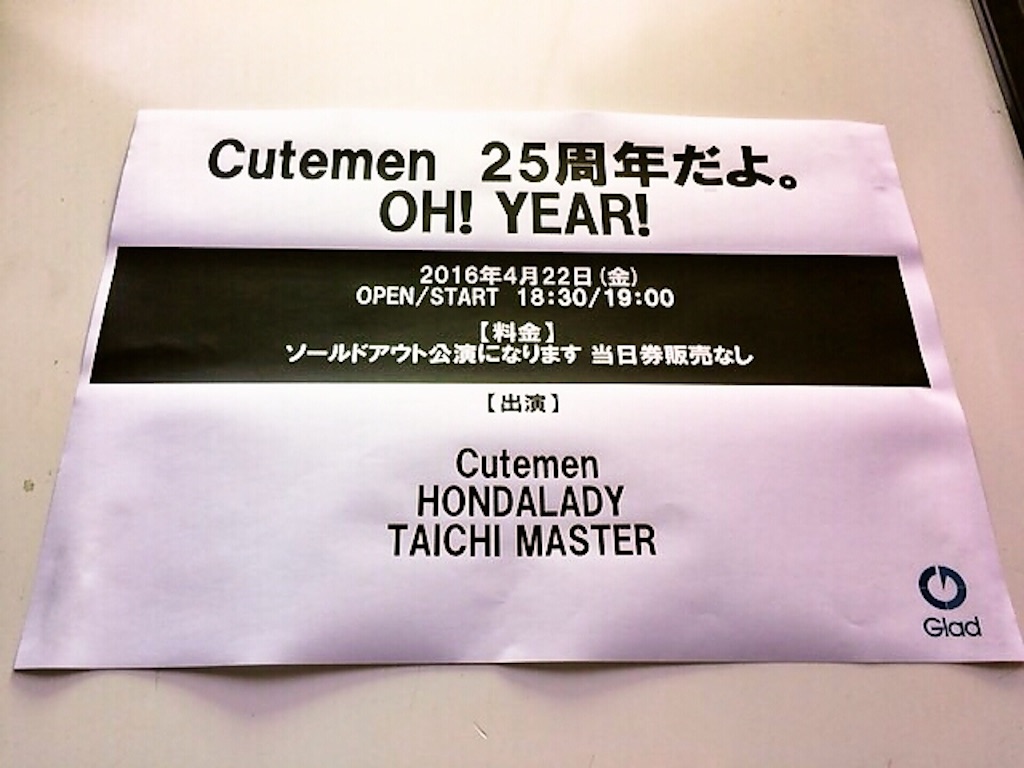 Cutemen 25周年だよ。
OH! YEAR!
2016年4月22日(金)
OPEN/START 18:30/19:00
【料金】
ソールドアウト公演になります 当日券販売なし
【出演】
Cutemen
HONDALADY
TAICHI MASTER
Glad